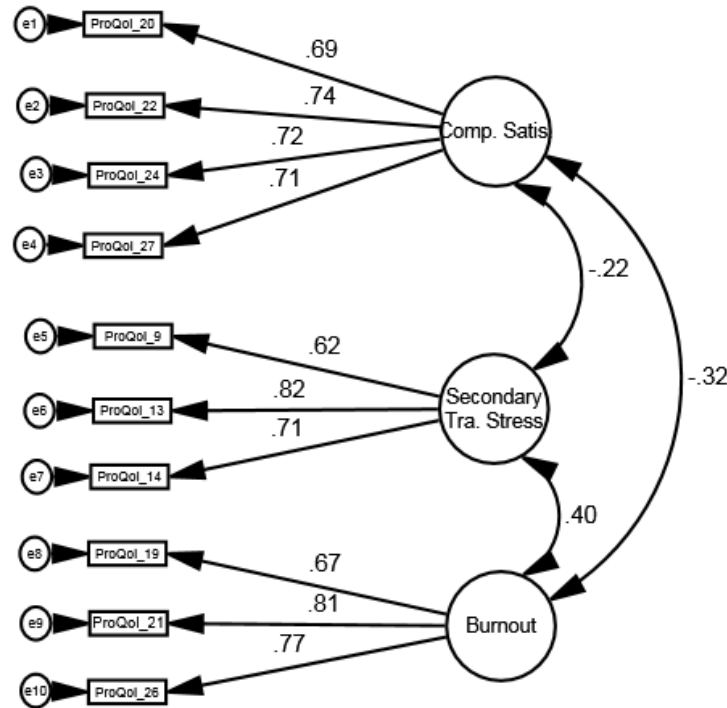 e1
ProQol_20
.69
e2
ProQol_22
.74
e3
ProQol_24
.72
e4
ProQol_27
.71
Comp. Satis.
-.22
-.32
e5
ProQol_9
.62
e6
ProQol_13
.82
e7
ProQol_14
.71
Secondary
Tra. Stress
.40
e8
ProQol_19
.67
e9
ProQol_21
.81
e10
ProQol_26
.77
Burnout